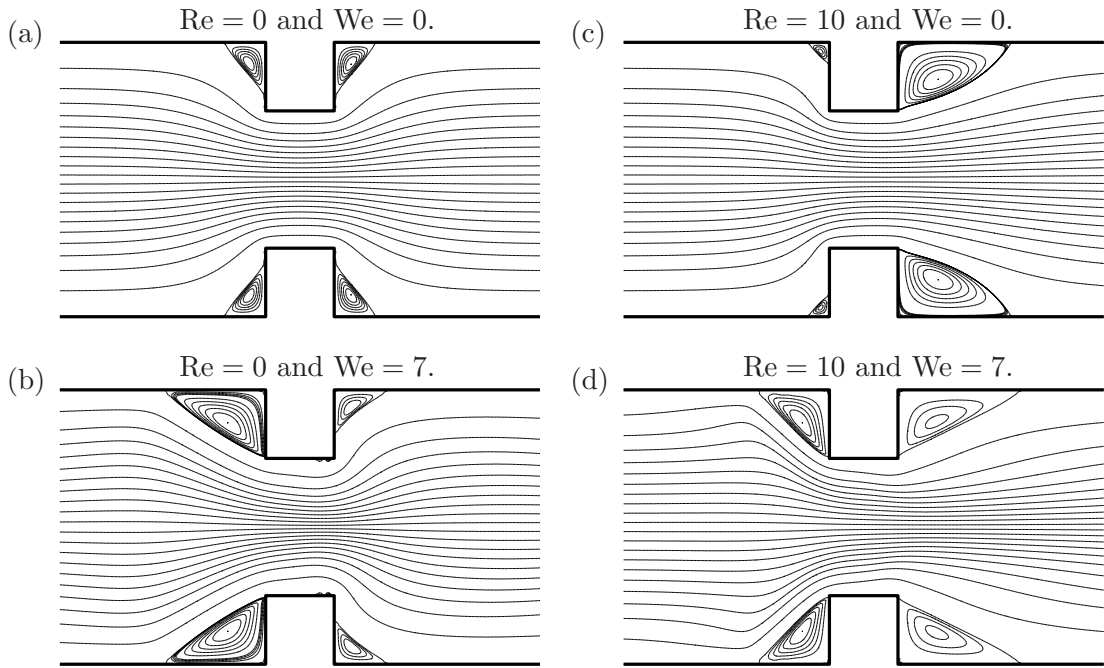 Re = 0 and We = 0.
(a)
Re = 10 and We = 0.
(c)
Re = 0 and We = 7.
(b)
Re = 10 and We = 7.
(d)